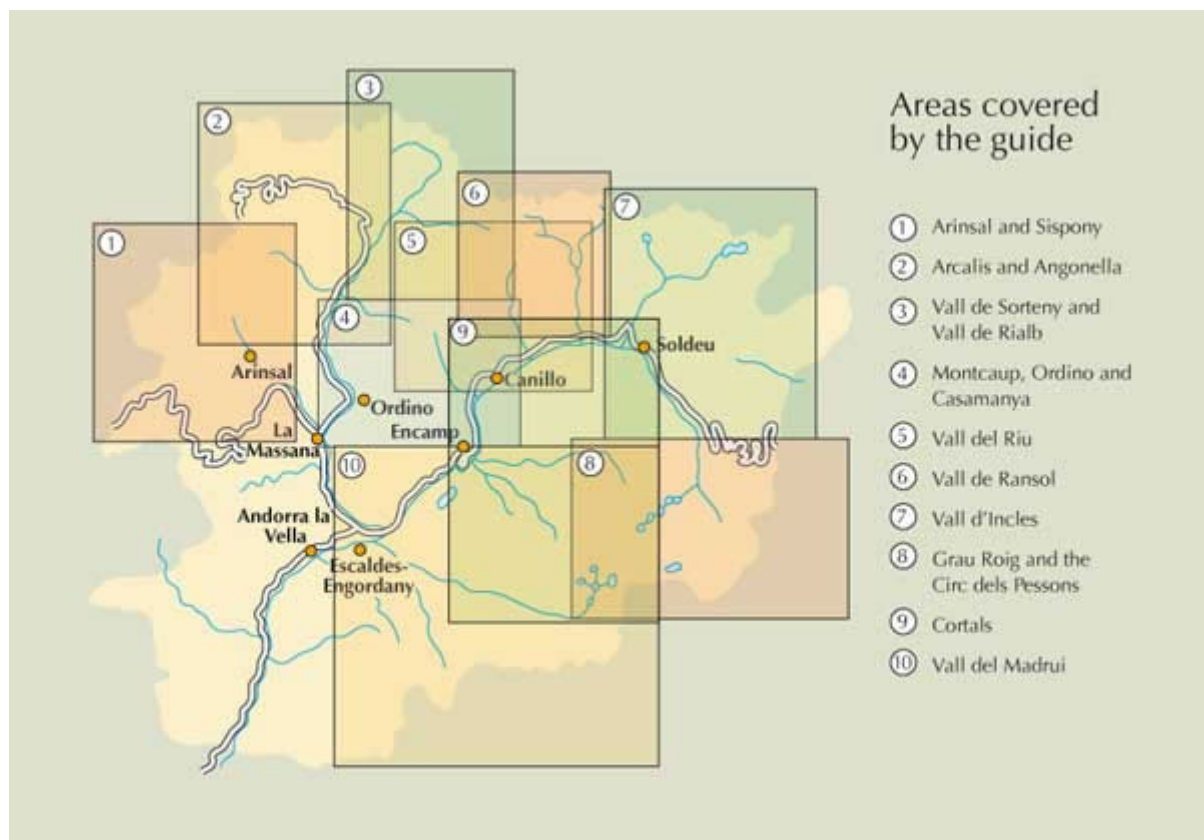 Areas covered
by the guide
1 Arinsal and Sispony
2 Arcalis and Angonella
3 Vall de Sorteny and
Vall de Rialb
4 Montcaup, Ordino and
Casamanya
5 Vall del Riu
6 Vall de Ransol
7 Vall d'Incles
8 Grau Roig and the
Circ dels Pessons
9 Cortals
10 Vall del Madrui
3
2
6
7
1
5
4
9
Soldeu
Arinsal
Canillo
Ordino
La
Massana
Encamp
10
8
Andorra la
Vella
Escaldes-
Engordany